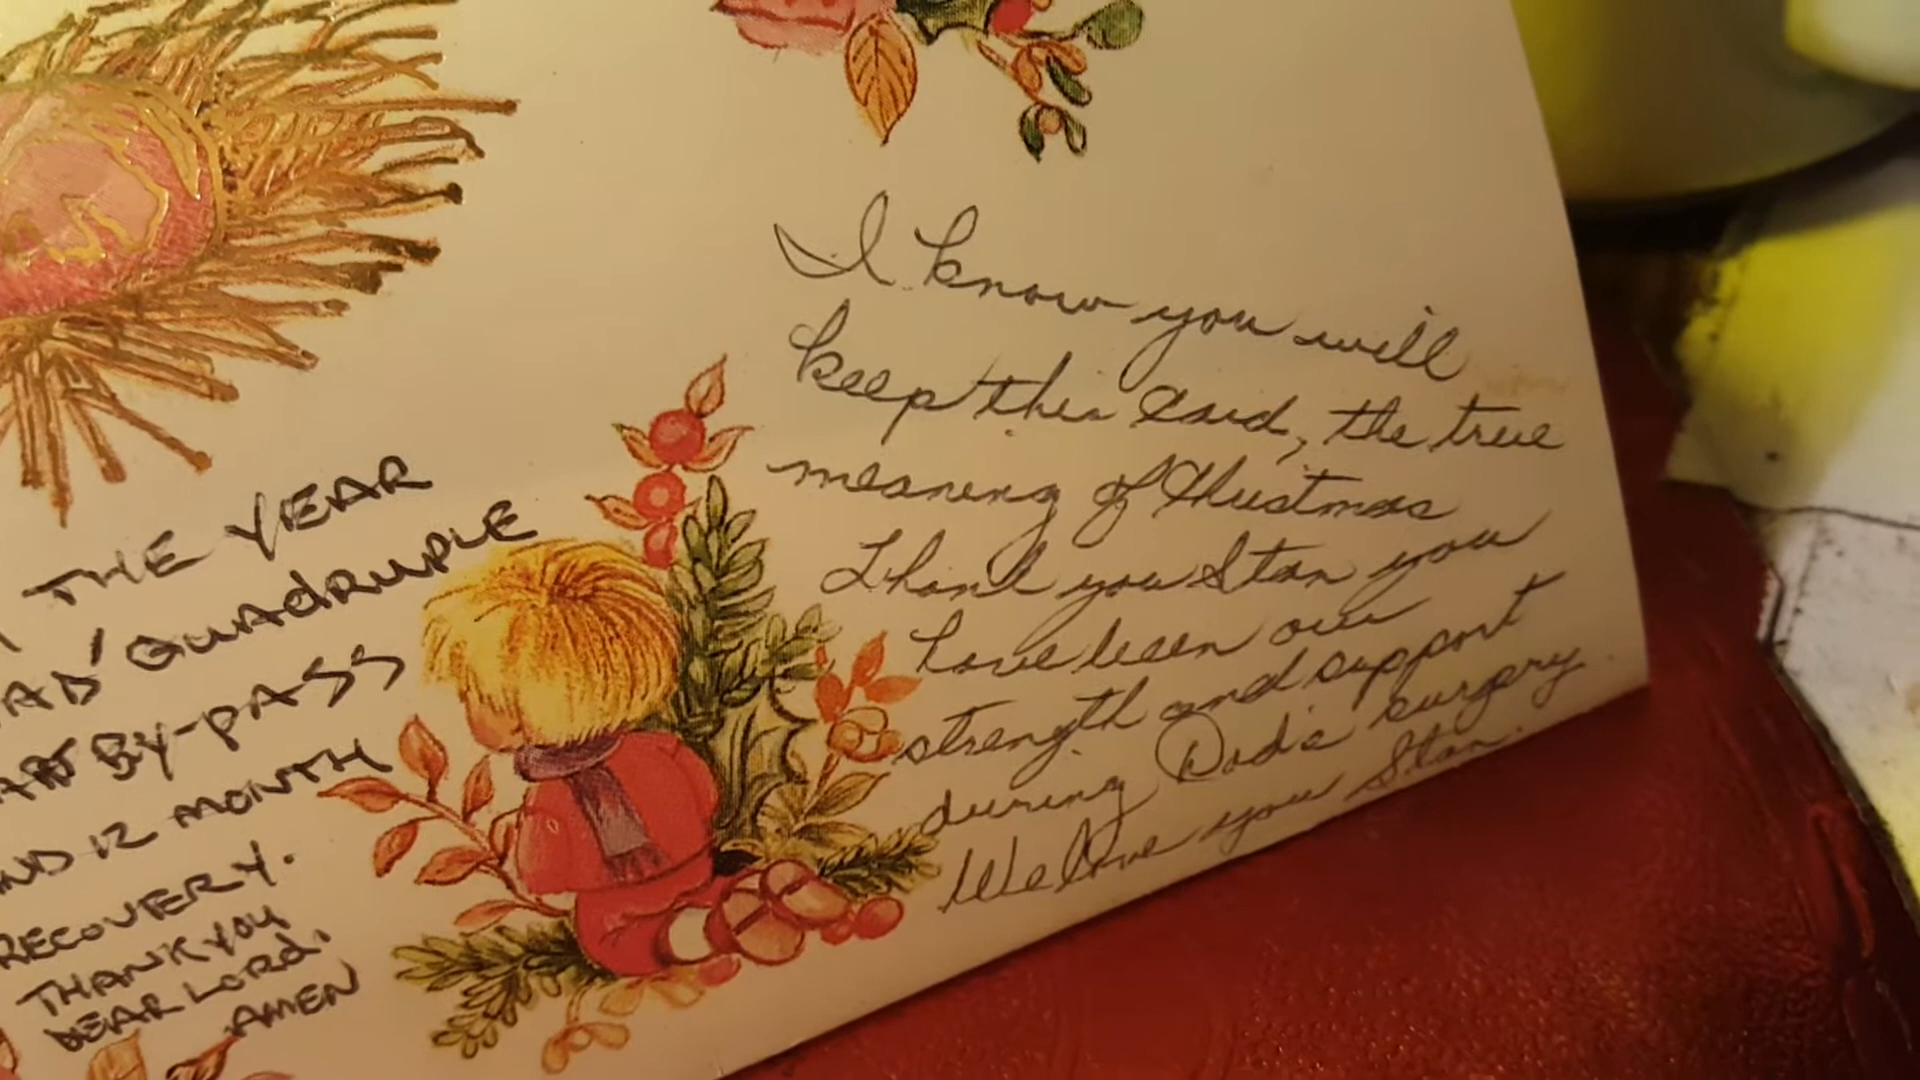 THE YEAR
HAD QUADRUPLE
BY-PASS
AND 12 MONTH
RECOVERY.
THANK YOU
DEAR LORD.
AMEN
I know you will
keep this Card, the true
meaning of Christmas
Thank you Stan you
have been our
strength and support
during Dad's surgery.
We love you Stan.